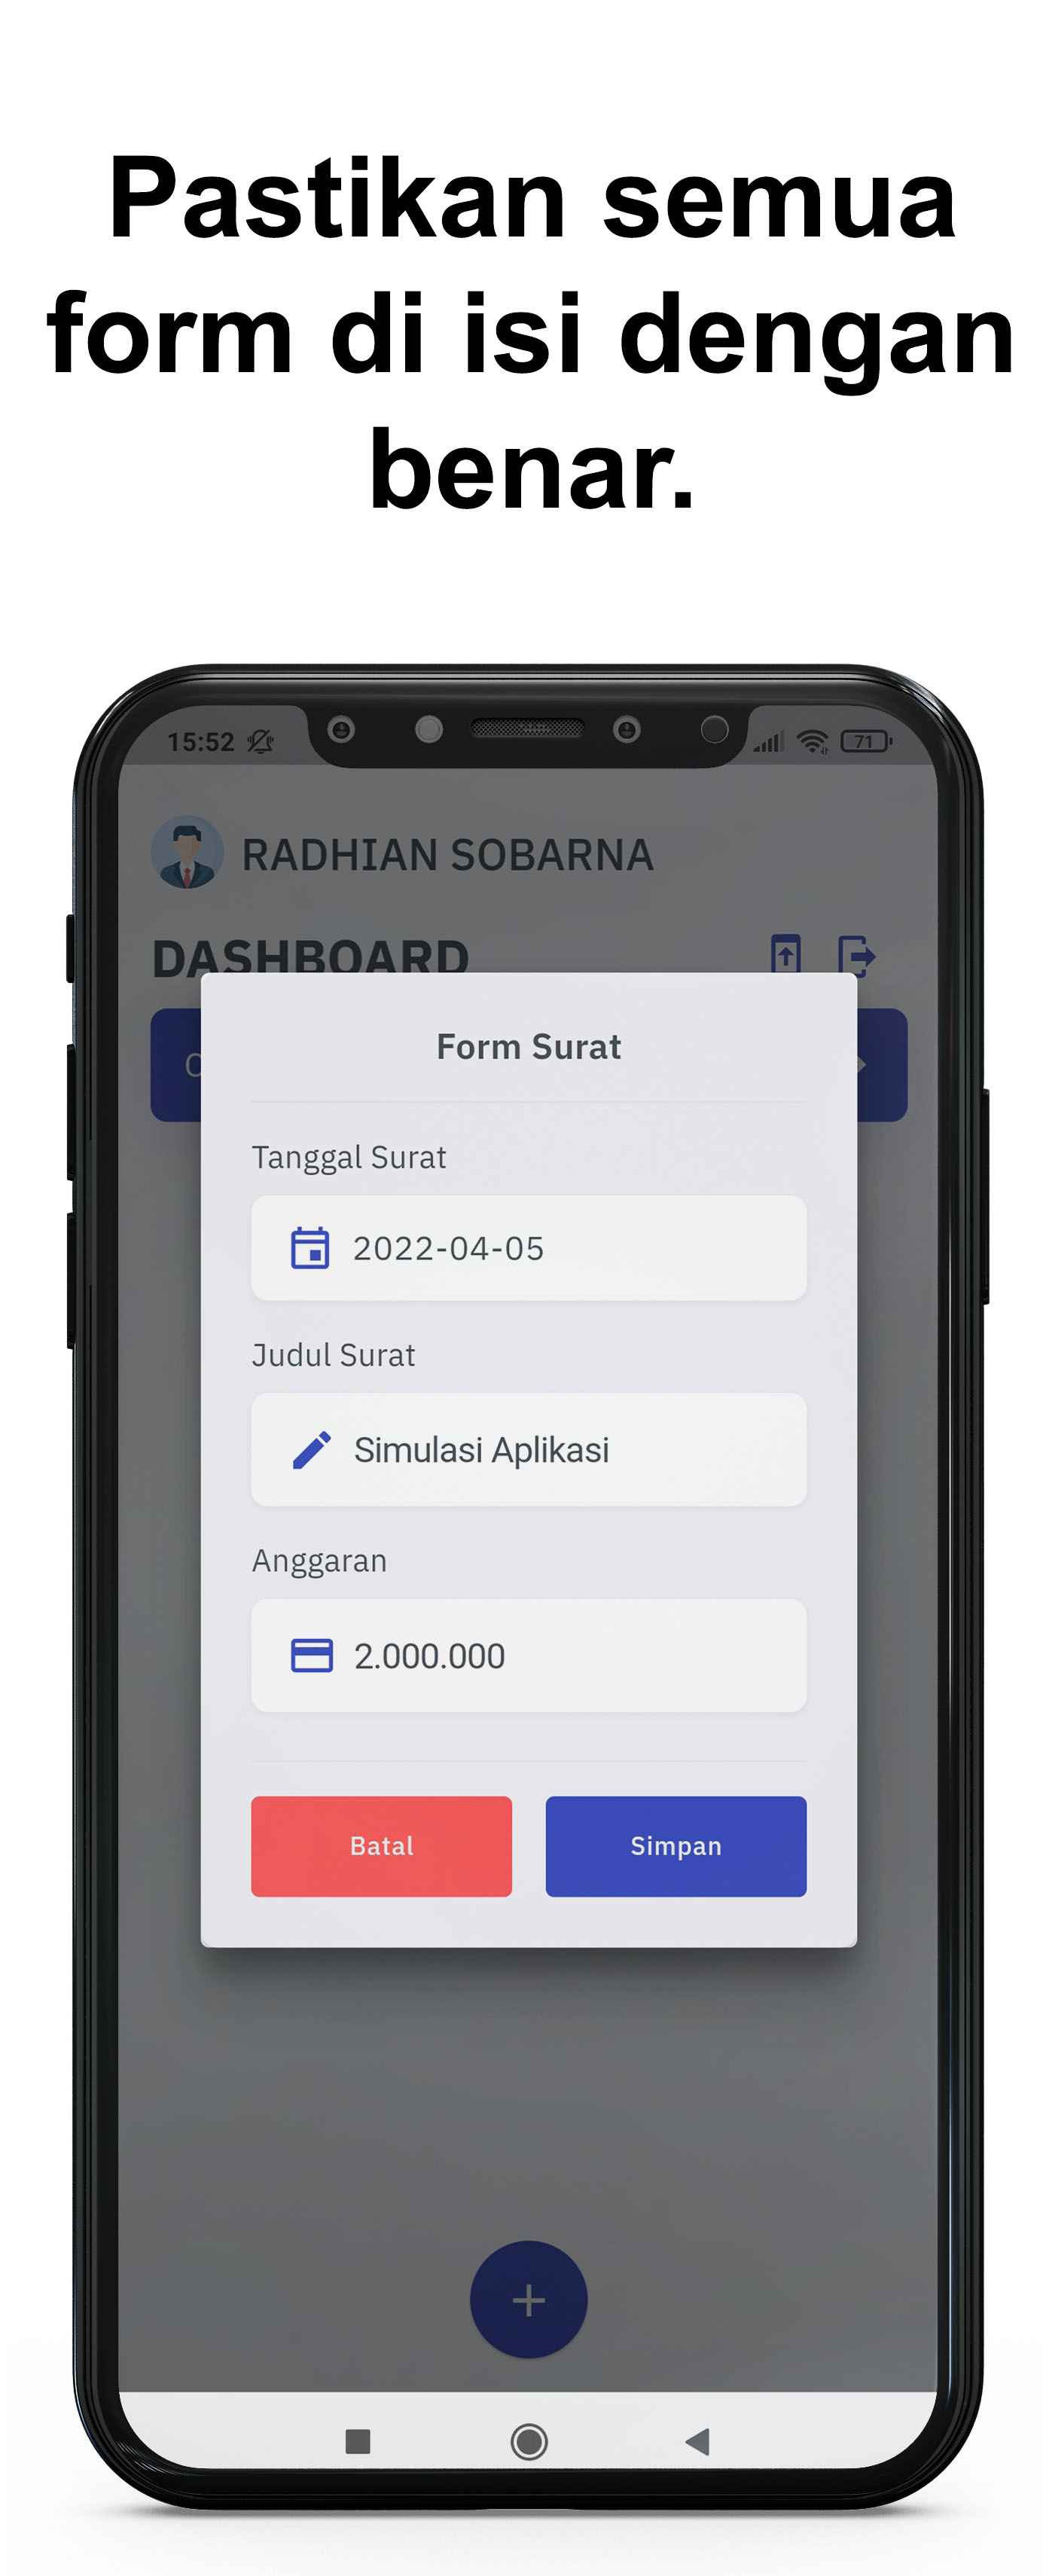 Pastikan semua
form di isi dengan
benar.
15:52
71
RADHIAN SOBARNA
DASHBOARD
Form Surat
Tanggal Surat
2022-04-05
Judul Surat
Simulasi Aplikasi
Anggaran
2.000.000
Batal Simpan